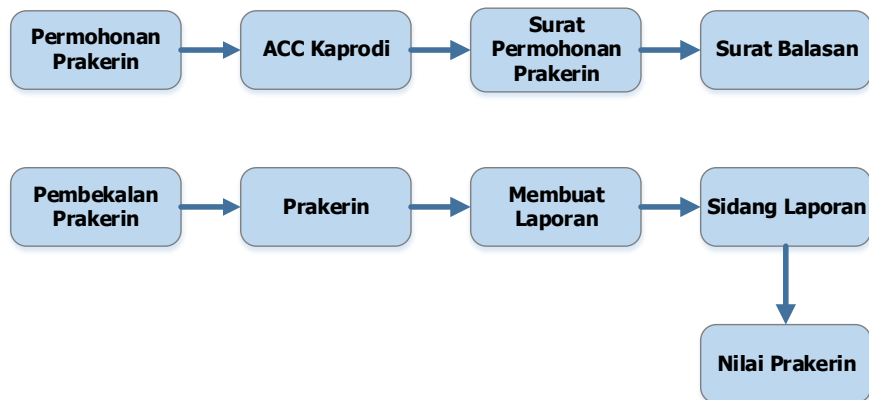 Permohonan
Prakerin
ACC Kaprodi
Surat
Permohonan
Prakerin
Surat Balasan
Pembekalan
Prakerin
Prakerin
Membuat
Laporan
Sidang Laporan
Nilai Prakerin